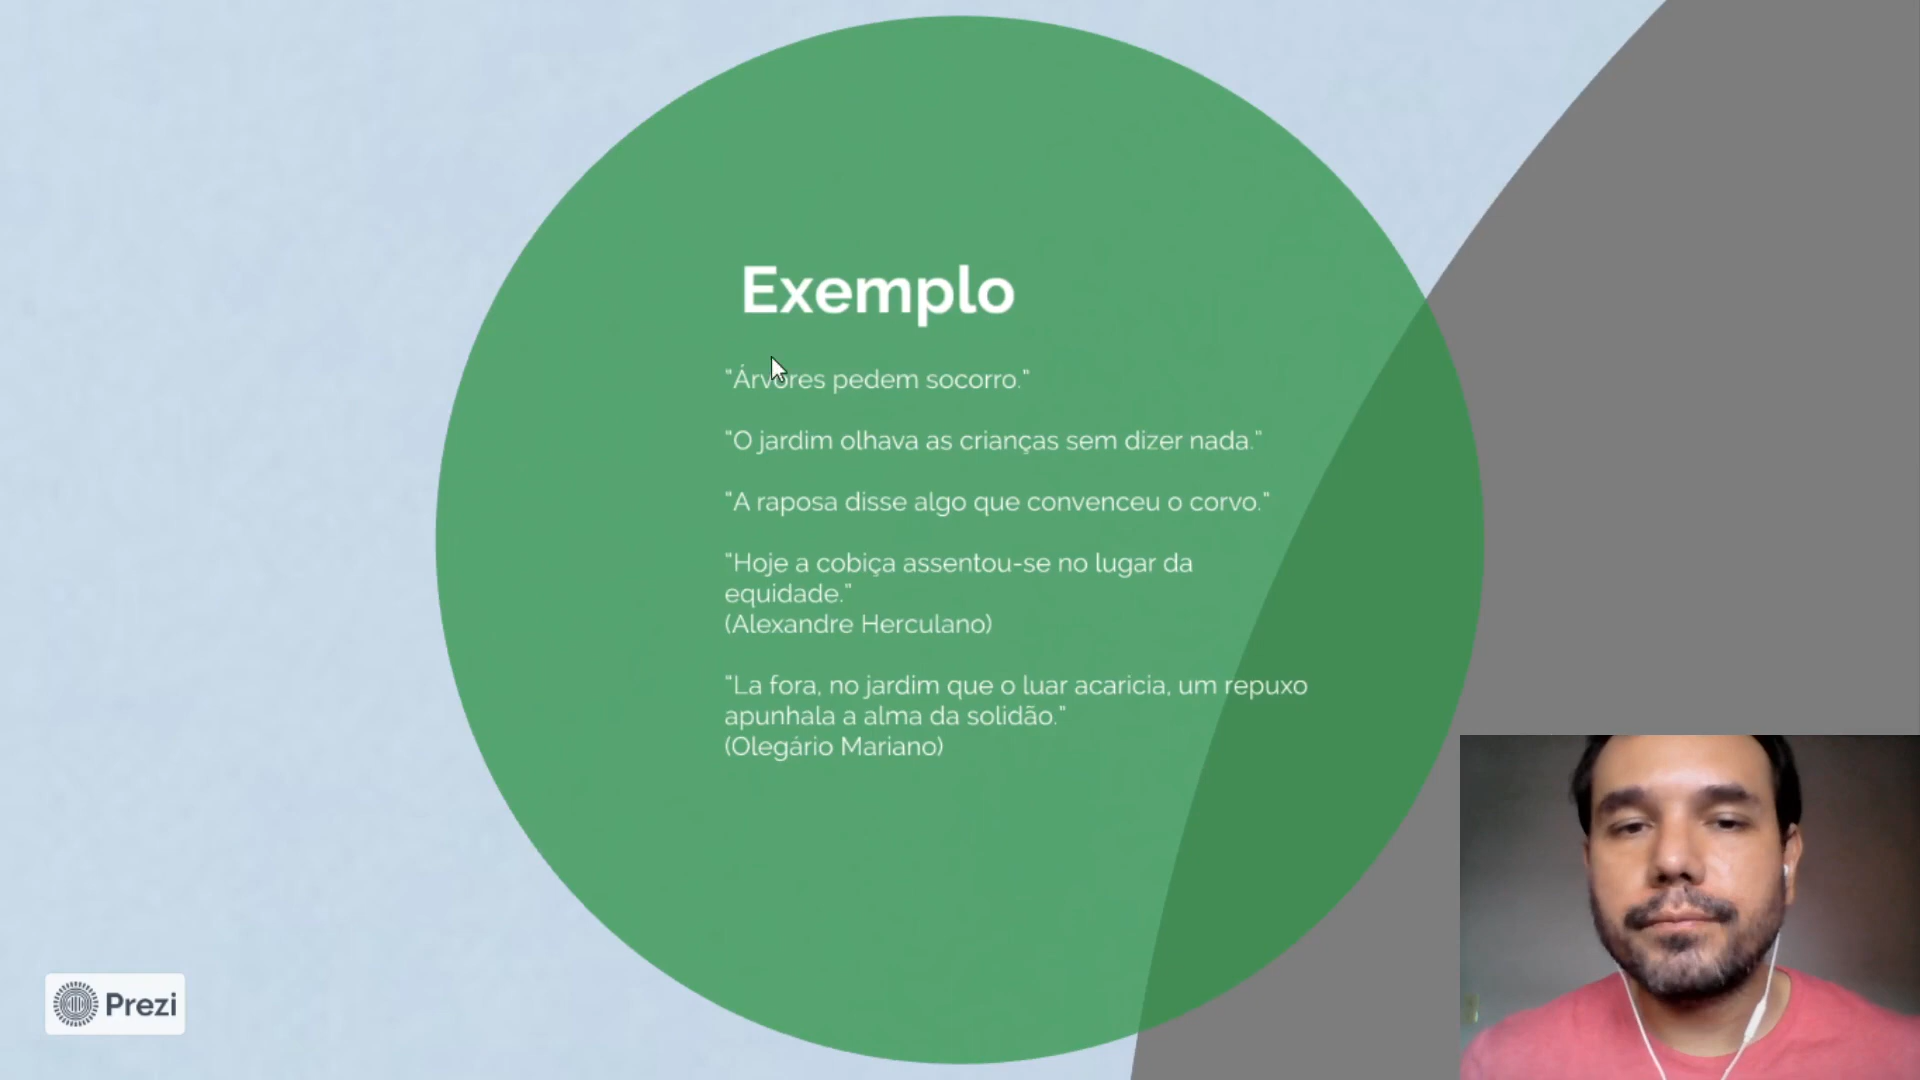 Exemplo
"Árvores pedem socorro."
"O jardim olhava as crianças sem dizer nada."
"A raposa disse algo que convenceu o corvo."
"Hoje a cobiça assentou-se no lugar da
equidade."
(Alexandre Herculano)
"La fora, no jardim que o luar acaricia, um repuxo
apunhala a alma da solidão."
(Olegário Mariano)
Prezi